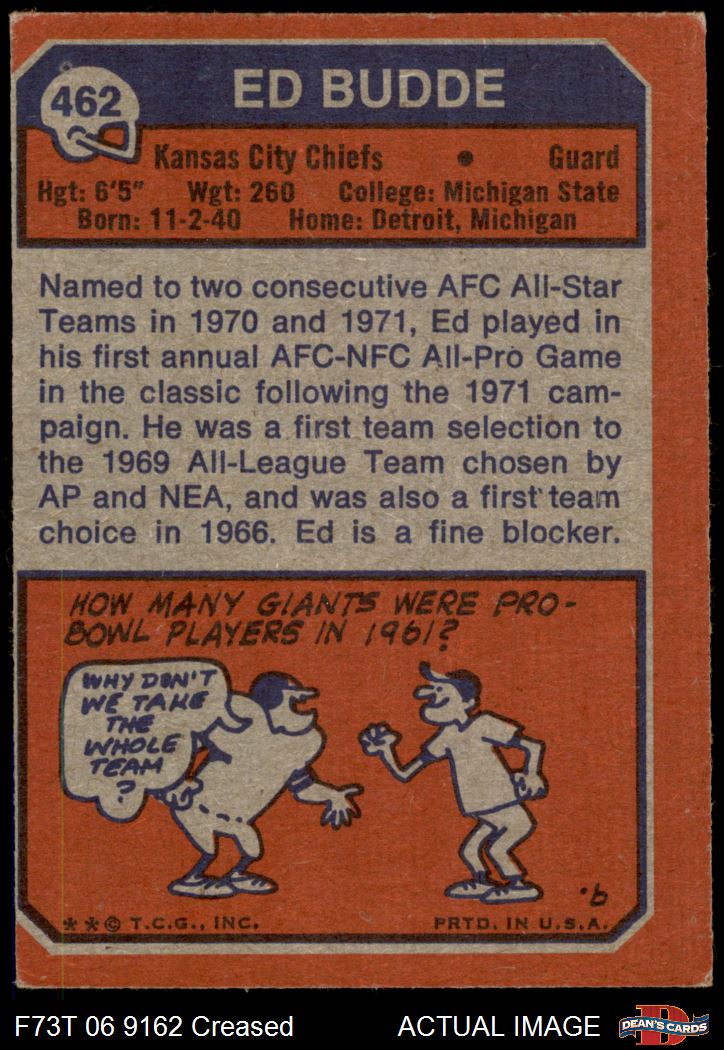 462
ED BUDDE
Kansas City Chiefs • Guard
Hgt: 6'5" Wgt: 260 College: Michigan State
Born: 11-2-40 Home: Detroit, Michigan
Named to two consecutive AFC All-Star
Teams in 1970 and 1971, Ed played in
his first annual AFC-NFC All-Pro Game
in the classic following the 1971 cam-
paign. He was a first team selection to
the 1969 All-League Team chosen by
AP and NEA, and was also a first team
choice in 1966. Ed is a fine blocker.
HOW MANY GIANTS WERE PRO-
BOWL PLAYERS IN 1961?
WHY DON'T
WE TAKE
THE
WHOLE
TEAM
?
**© T.C.G., INC. PRTD. IN U.S.A.
F73T 06 9162 Creased ACTUAL IMAGE
D
DEAN'S CARDS